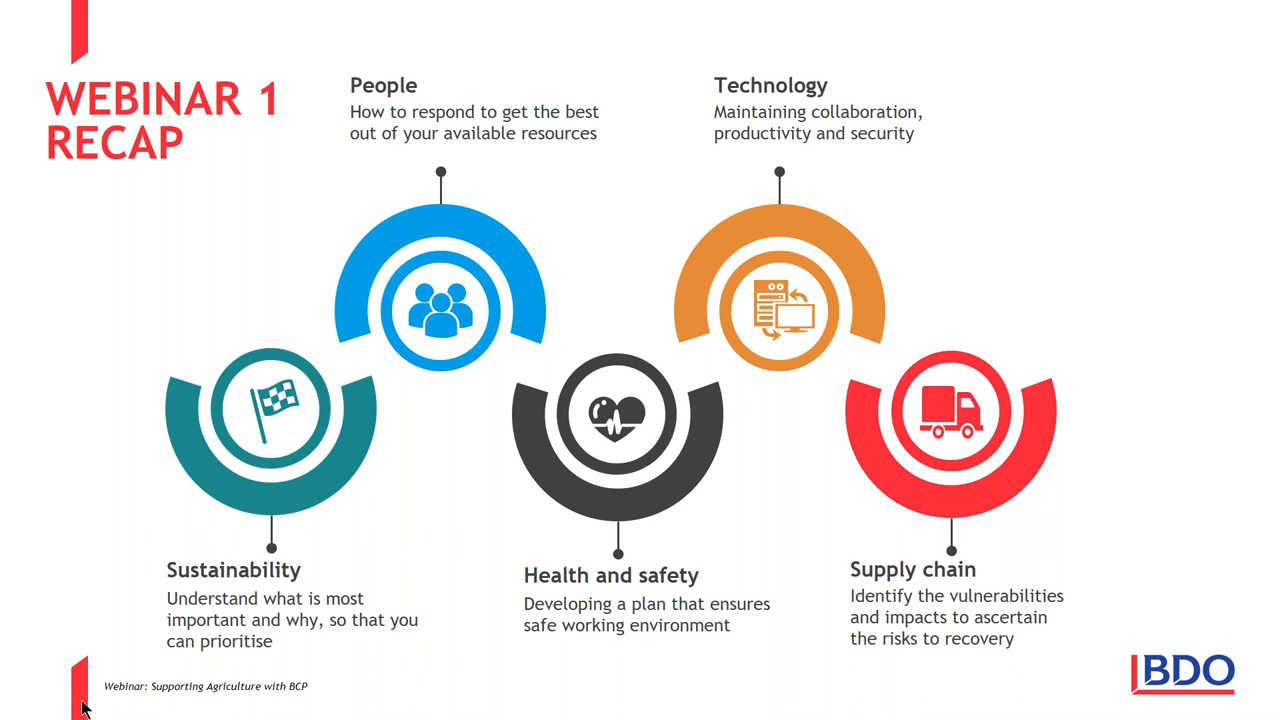 WEBINAR 1
RECAP
People
How to respond to get the best
out of your available resources
Technology
Maintaining collaboration,
productivity and security
Sustainability
Understand what is most
important and why, so that you
can prioritise
Health and safety
Developing a plan that ensures
safe working environment
Supply chain
Identify the vulnerabilities
and impacts to ascertain
the risks to recovery
Webinar: Supporting Agriculture with BCP
BDO